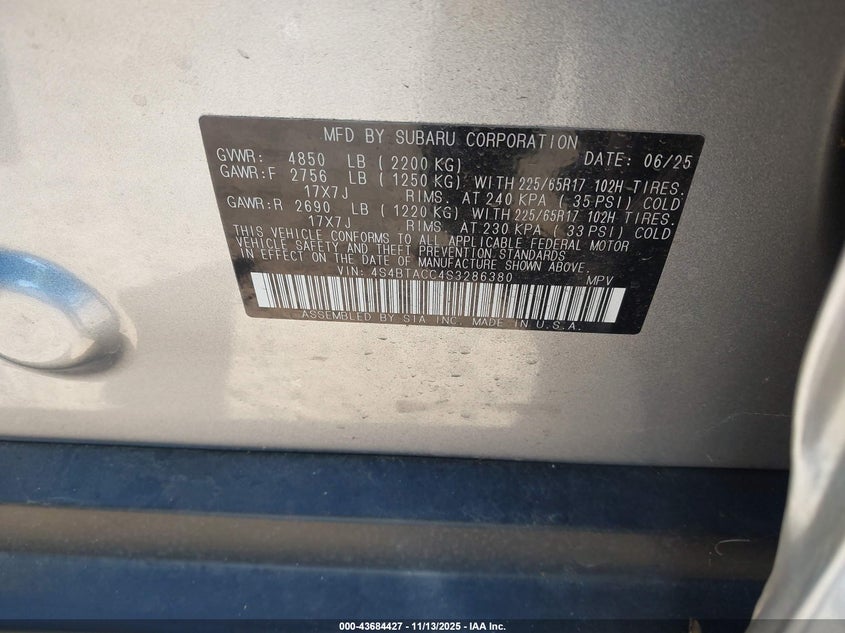 MFD BY SUBARU CORPORATION
GVWR: 4850 LB ( 2200 KG) DATE: 06/25
GAWR:F 2756 LB ( 1250 KG) WITH 225/65R17 102H TIRES.
17X7J RIMS. AT 240 KPA ( 35 PSI) COLD
GAWR:R 2690 LB ( 1220 KG) WITH 225/65R17 102H TIRES.
17X7J RIMS. AT 230 KPA ( 33 PSI) COLD
THIS VEHICLE CONFORMS TO ALL APPLICABLE FEDERAL MOTOR
VEHICLE SAFETY AND THEFT PREVENTION STANDARDS
IN EFFECT ON THE DATE OF MANUFACTURE SHOWN ABOVE.
VIN: 4S4BTACC4S3286380 MPV
ASSEMBLED BY SIA INC. MADE IN U.S.A.
000-43684427 - 11/13/2025 - IAA Inc.